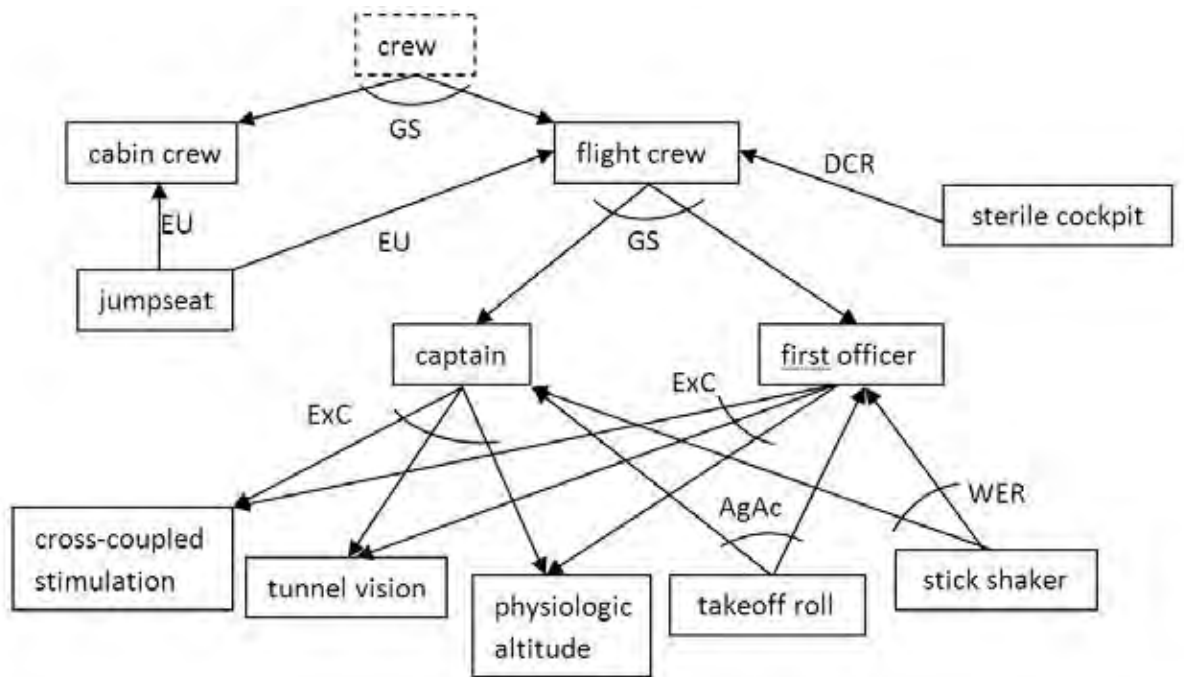 crew
GS
cabin crew
flight crew
DCR
sterile cockpit
EU
EU
GS
jumpseat
captain
first officer
ExC
ExC
cross-coupled
stimulation
tunnel vision
physiologic
altitude
AgAc
takeoff roll
WER
stick shaker